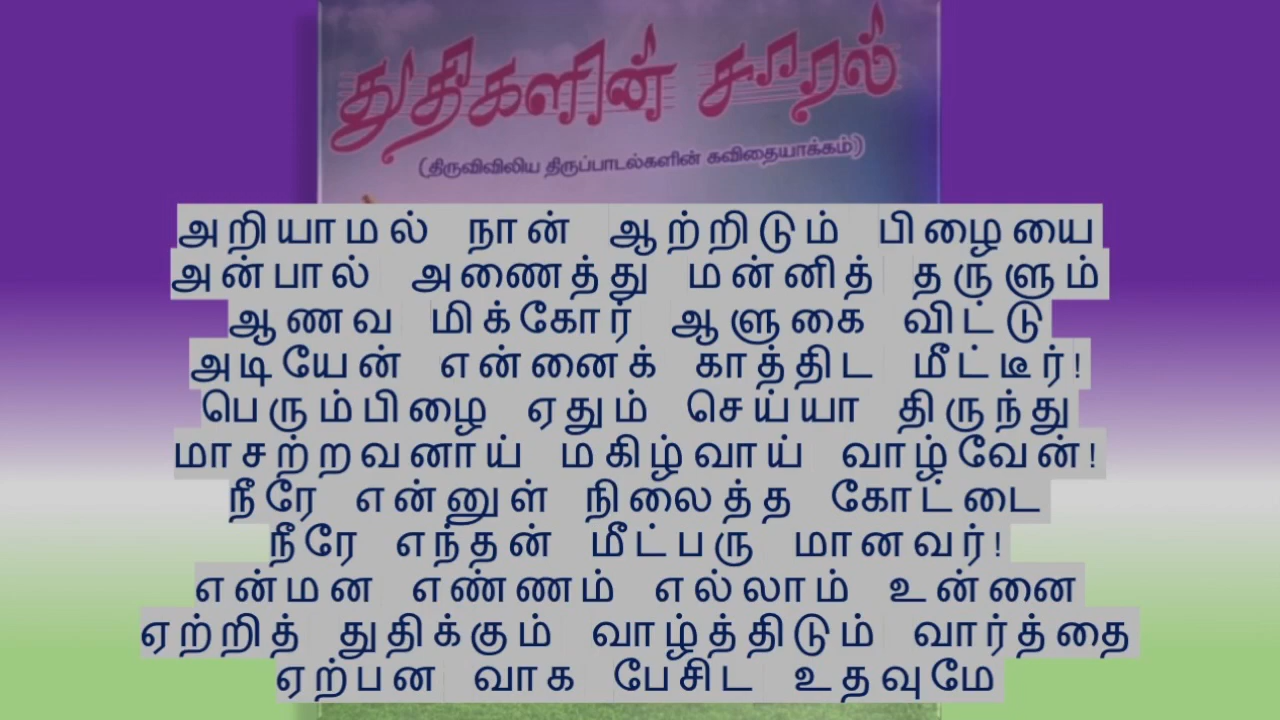 துதிகளின் சாரல்
(திருவிவிலிய திருப்பாடல்களின் கவிதையாக்கம்)
அறியாமல் நான் ஆற்றிடும் பிழையை
அன்பால் அணைத்து மன்னித் தருளும்
ஆணவ மிக்கோர் ஆளுகை விட்டு
அடியேன் என்னைக் காத்திட மீட்டீர்!
பெரும்பிழை ஏதும் செய்யா திருந்து
மாசற்றவனாய் மகிழ்வாய் வாழ்வேன்!
நீரே என்னுள் நிலைத்த கோட்டை
நீரே எந்தன் மீட்பரு மானவர்!
என்மன எண்ணம் எல்லாம் உன்னை
ஏற்றித் துதிக்கும் வாழ்த்திடும் வார்த்தை
ஏற்பன வாக பேசிட உதவுமே